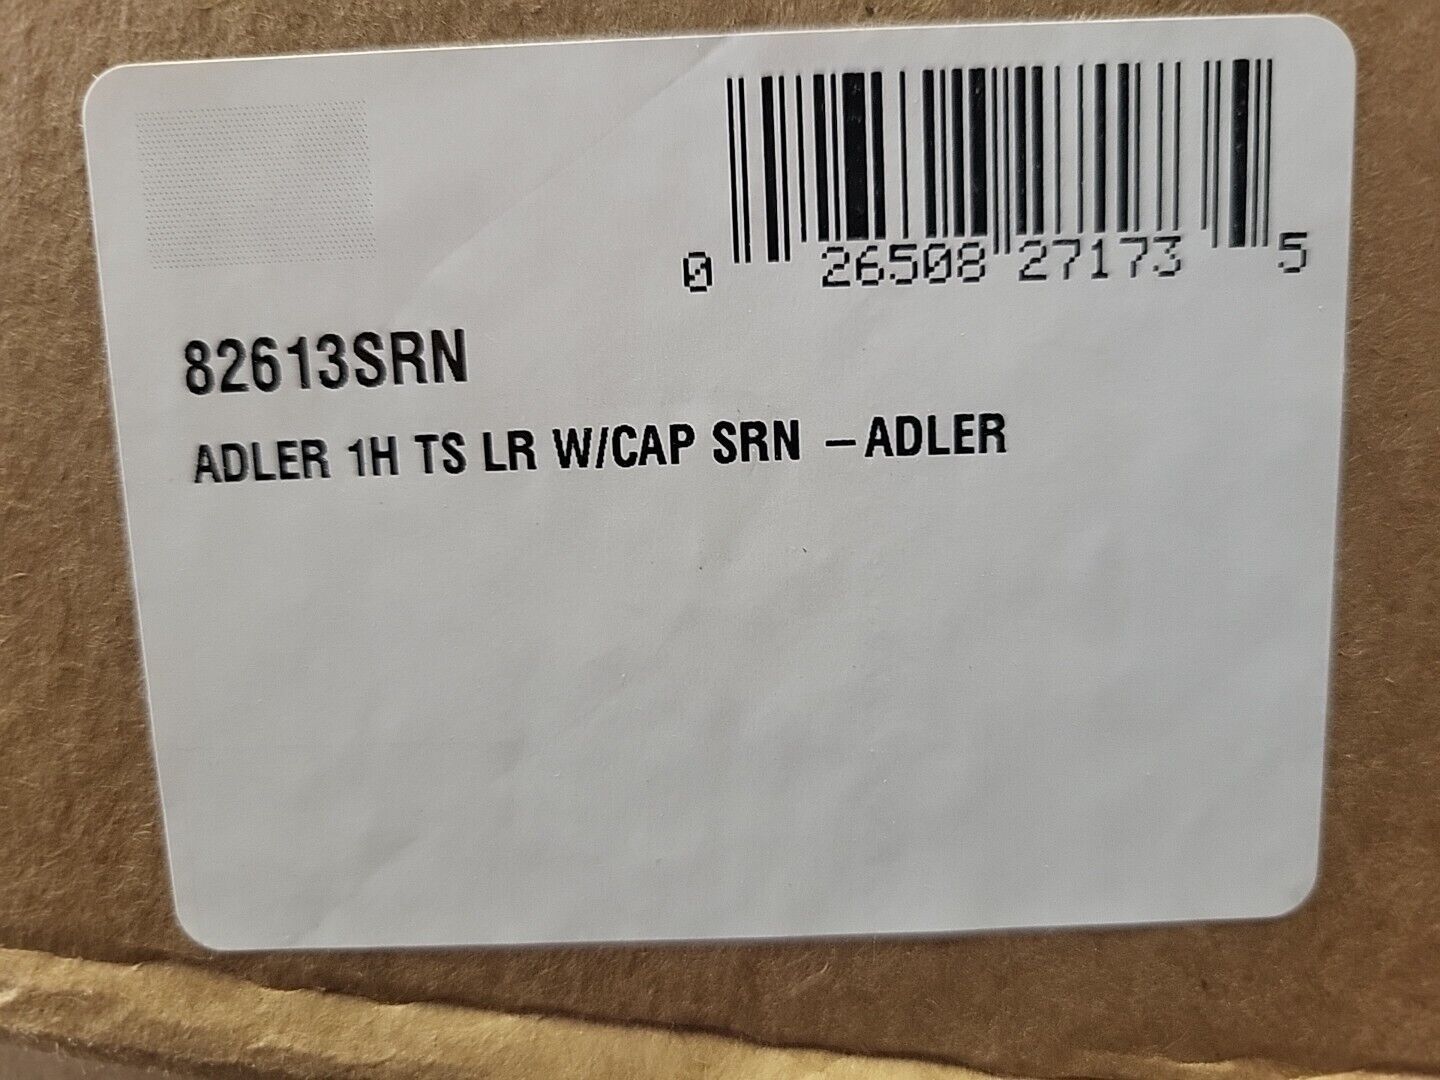 0 26508 27173 5
82613SRN
ADLER 1H TS LR W/CAP SRN –ADLER